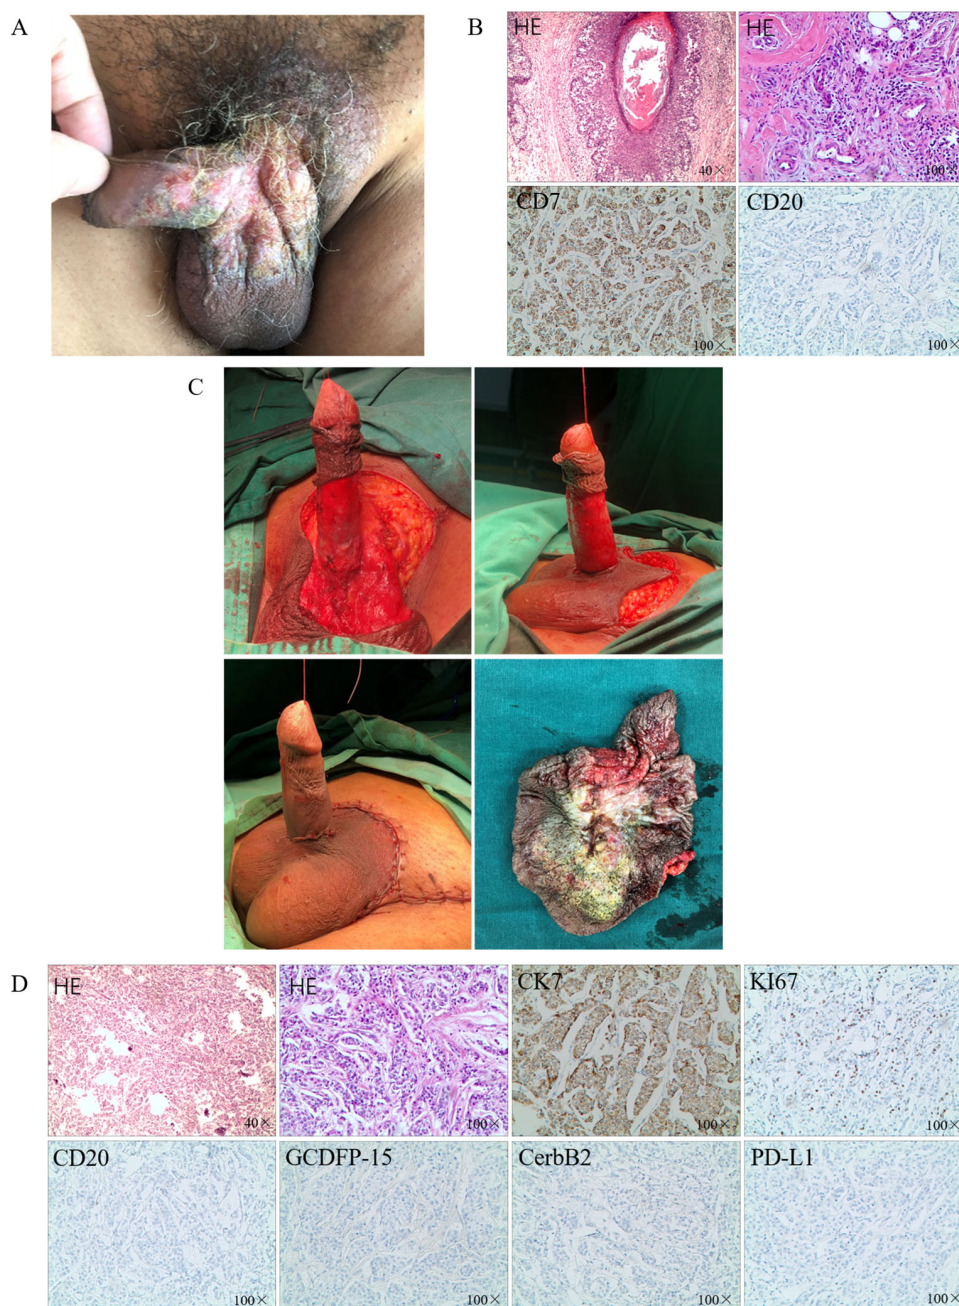 A
B
HE
40×
HE
100×
CD7
100×
CD20
100×
C
D
HE
40×
HE
100×
CK7
100×
KI67
100×
CD20
100×
GCDFP-15
100×
CerbB2
100×
PD-L1
100×